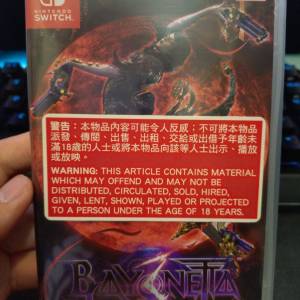 NINTENDO
SWITCH
警告：本物品內容可能令人反感；不可將本物品
派發、傳閱、出售、出租、交給或出借予年齡未
滿18歲的人士或將本物品向該等人士出示、播放
或放映。
WARNING: THIS ARTICLE CONTAINS MATERIAL
WHICH MAY OFFEND AND MAY NOT BE
DISTRIBUTED, CIRCULATED, SOLD, HIRED,
GIVEN, LENT, SHOWN, PLAYED OR PROJECTED
TO A PERSON UNDER THE AGE OF 18 YEARS.
BAYONETTA
3